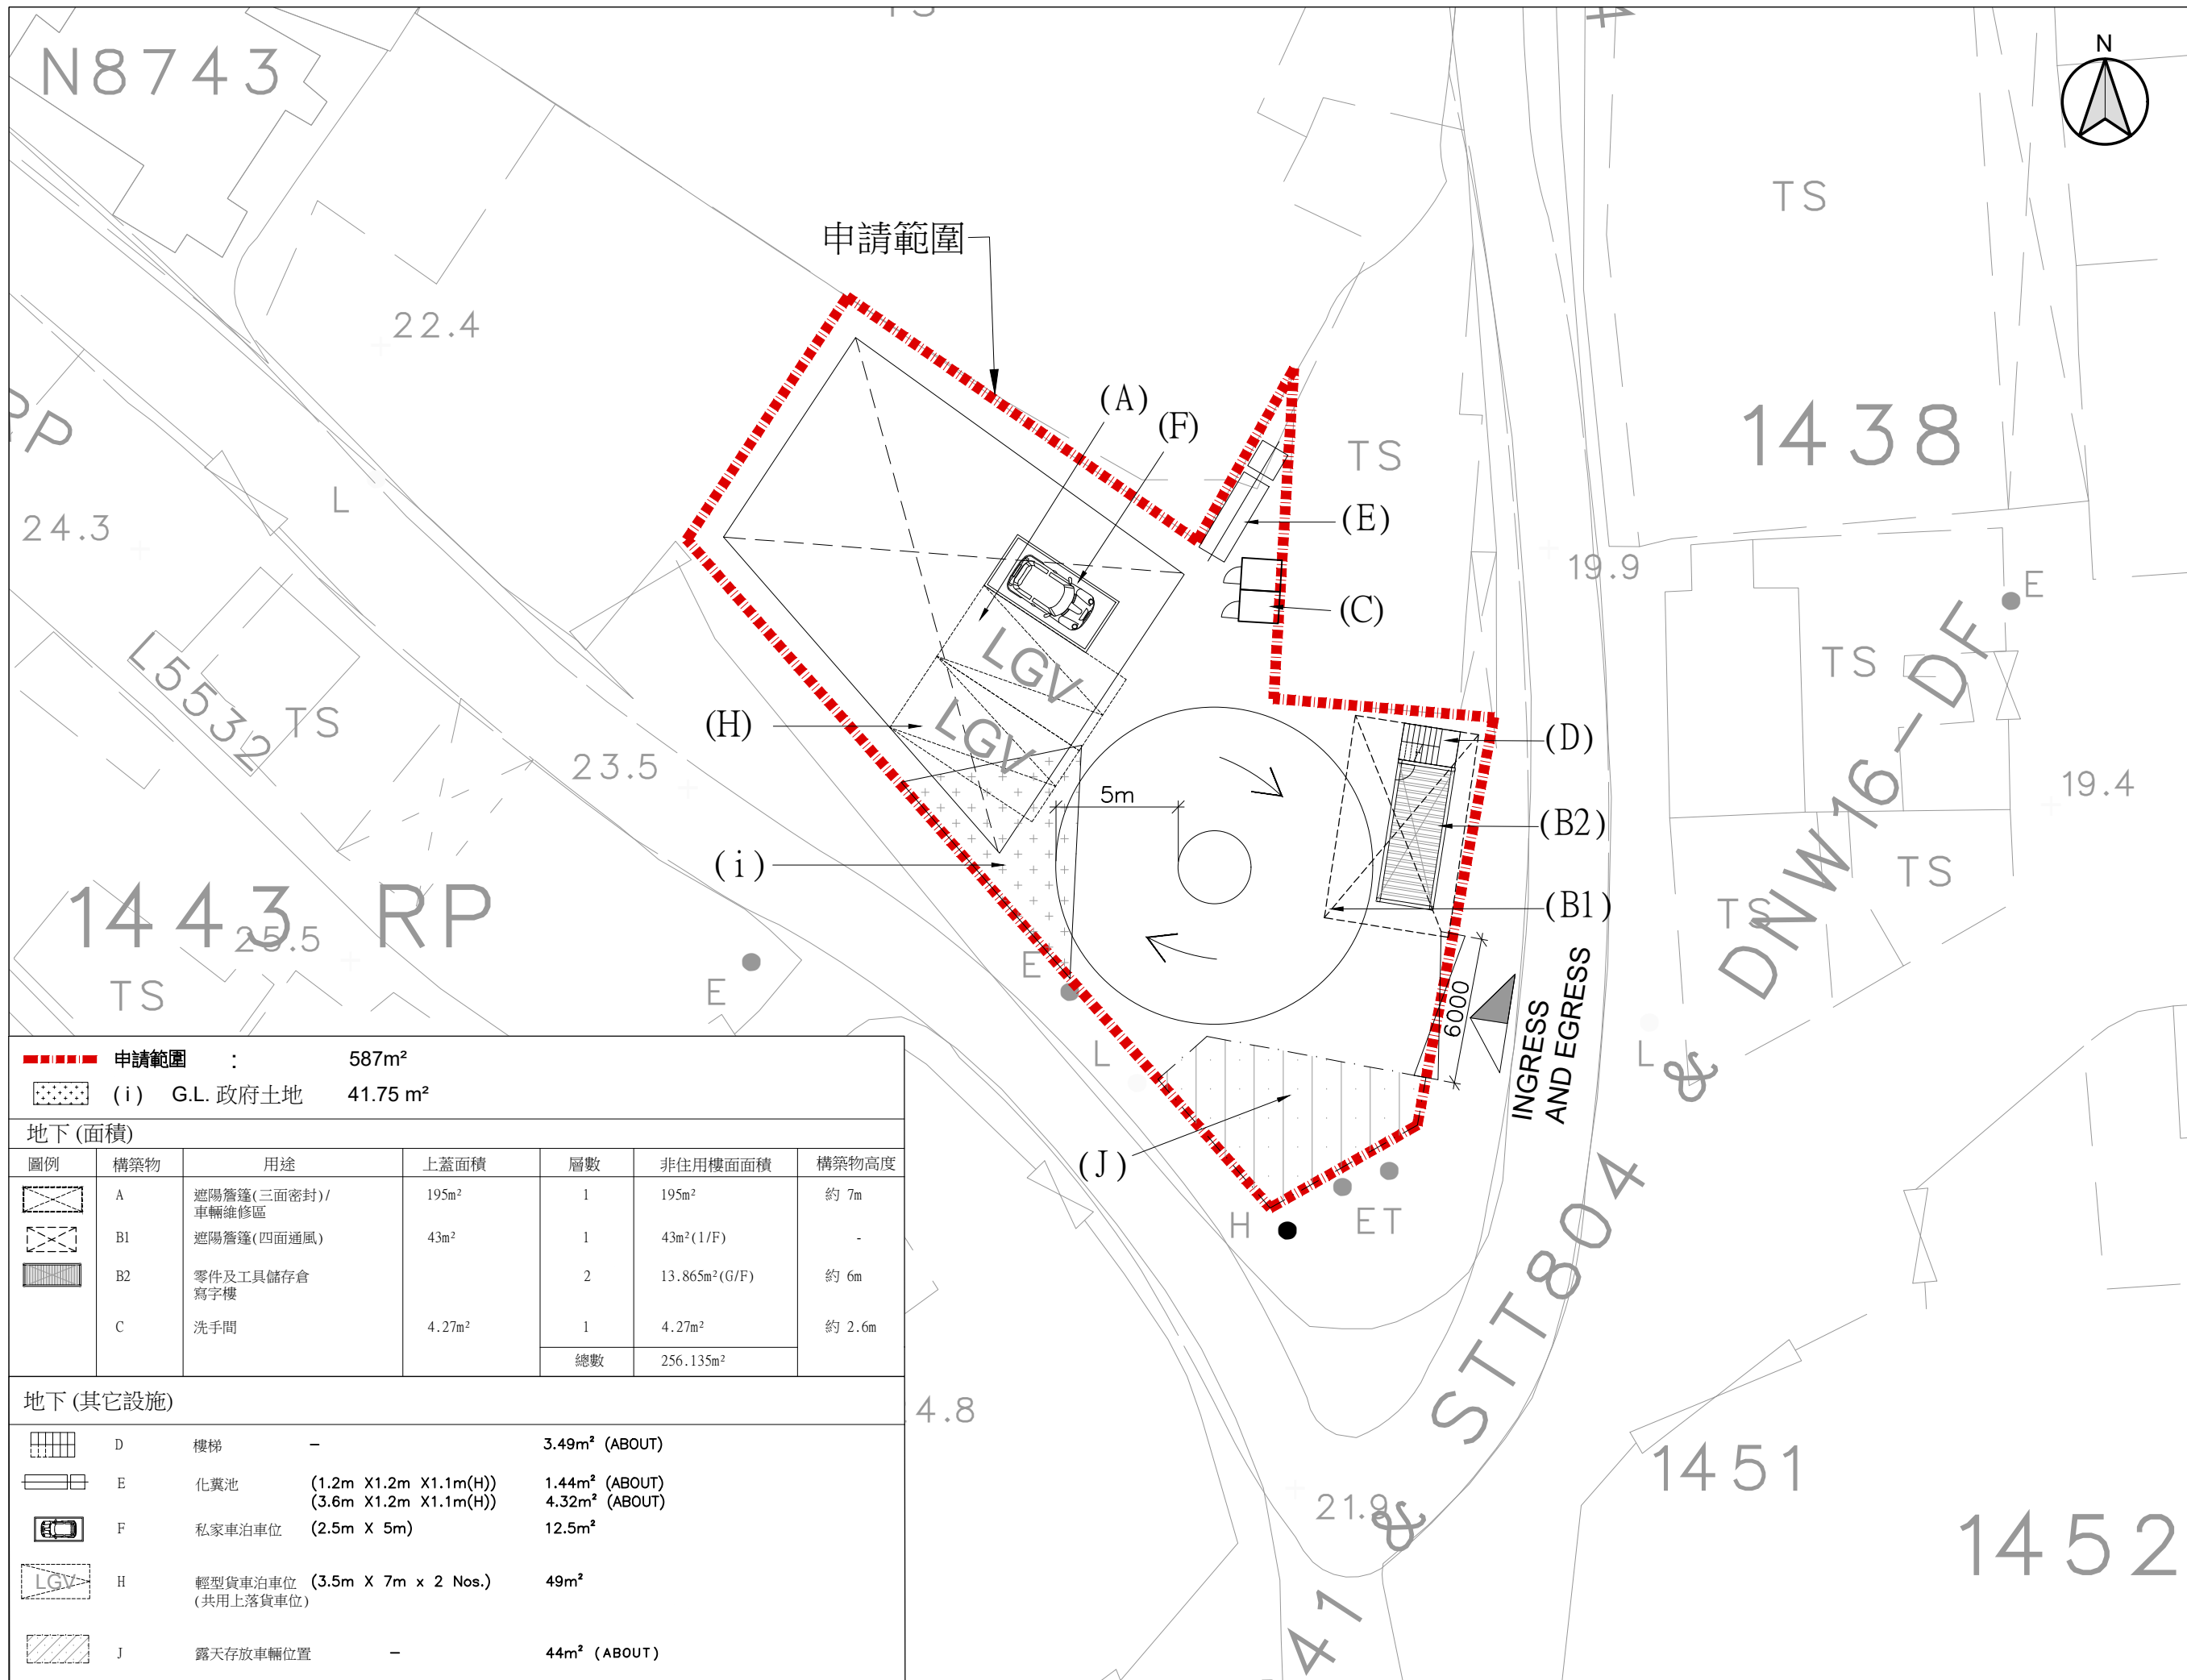 TS
N8743
N
TS
申請範圍
22.4
(A)
(F)
1438
TS
RP
L
24.3
(E)
19.9
E
(C)
LGV
TS
L5532
TS
(H)
LGV
(D)
23.5
5m
19.4
(B2)
(i)
TS
DNW16-DF
1443 RP
25.5
(B1)
TS
TS
E
E
6000
INGRESS
AND EGRESS
L
L
&
(J)
H
ET
STT804
申請範圍 : 587m²
(i) G.L. 政府土地 41.75 m²
地下 (面積)
圖例 構築物 用途 上蓋面積 層數 非住用樓面面積 構築物高度
A 遮陽簷篷(三面密封)/ 195m² 1 195m² 約 7m
車輛維修區
B1 遮陽簷篷(四面通風) 43m² 1 43m²(1/F) -
B2 零件及工具儲存倉 2 13.865m²(G/F) 約 6m
寫字樓
C 洗手間 4.27m² 1 4.27m² 約 2.6m
總數 256.135m²
地下 (其它設施)
4.8
D 樓梯 – 3.49m² (ABOUT)
E 化糞池 (1.2m X1.2m X1.1m(H)) 1.44m² (ABOUT)
(3.6m X1.2m X1.1m(H)) 4.32m² (ABOUT)
F 私家車泊車位 (2.5m X 5m) 12.5m²
LGV H 輕型貨車泊車位 (3.5m X 7m x 2 Nos.) 49m²
(共用上落貨車位)
J 露天存放車輛位置 – 44m² (ABOUT)
1451
21.9
&
1452
41